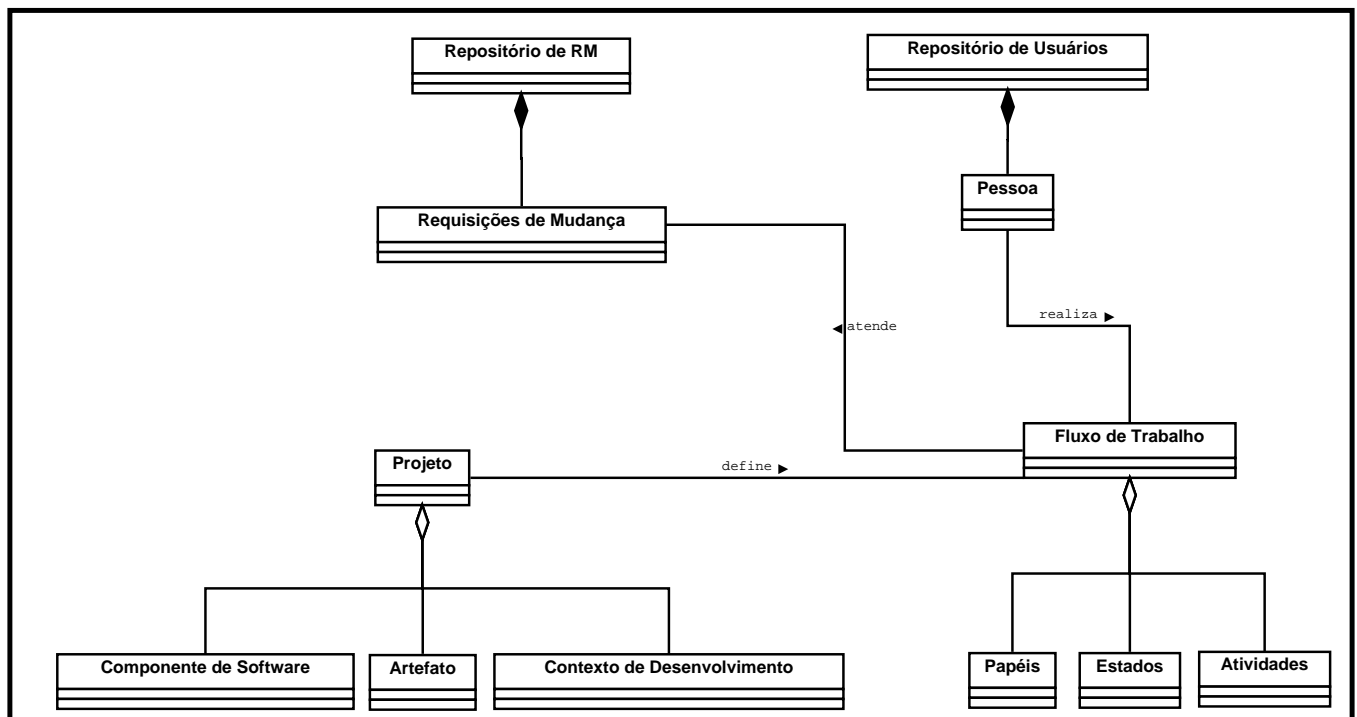 Repositório de RM
Repositório de Usuários
Pessoa
Requisições de Mudança
realiza
atende
Fluxo de Trabalho
Projeto
define
Componente de Software
Artefato
Contexto de Desenvolvimento
Papéis
Estados
Atividades